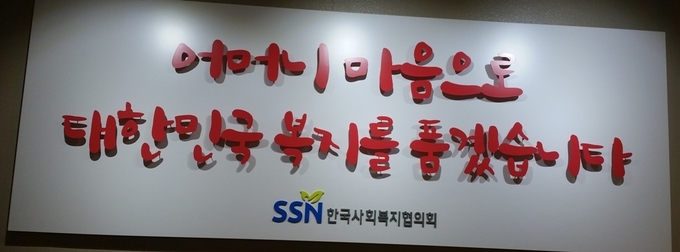 어머니 마음으로
대한민국 복지를 품겠습니다
SSN 한국사회복지협의회